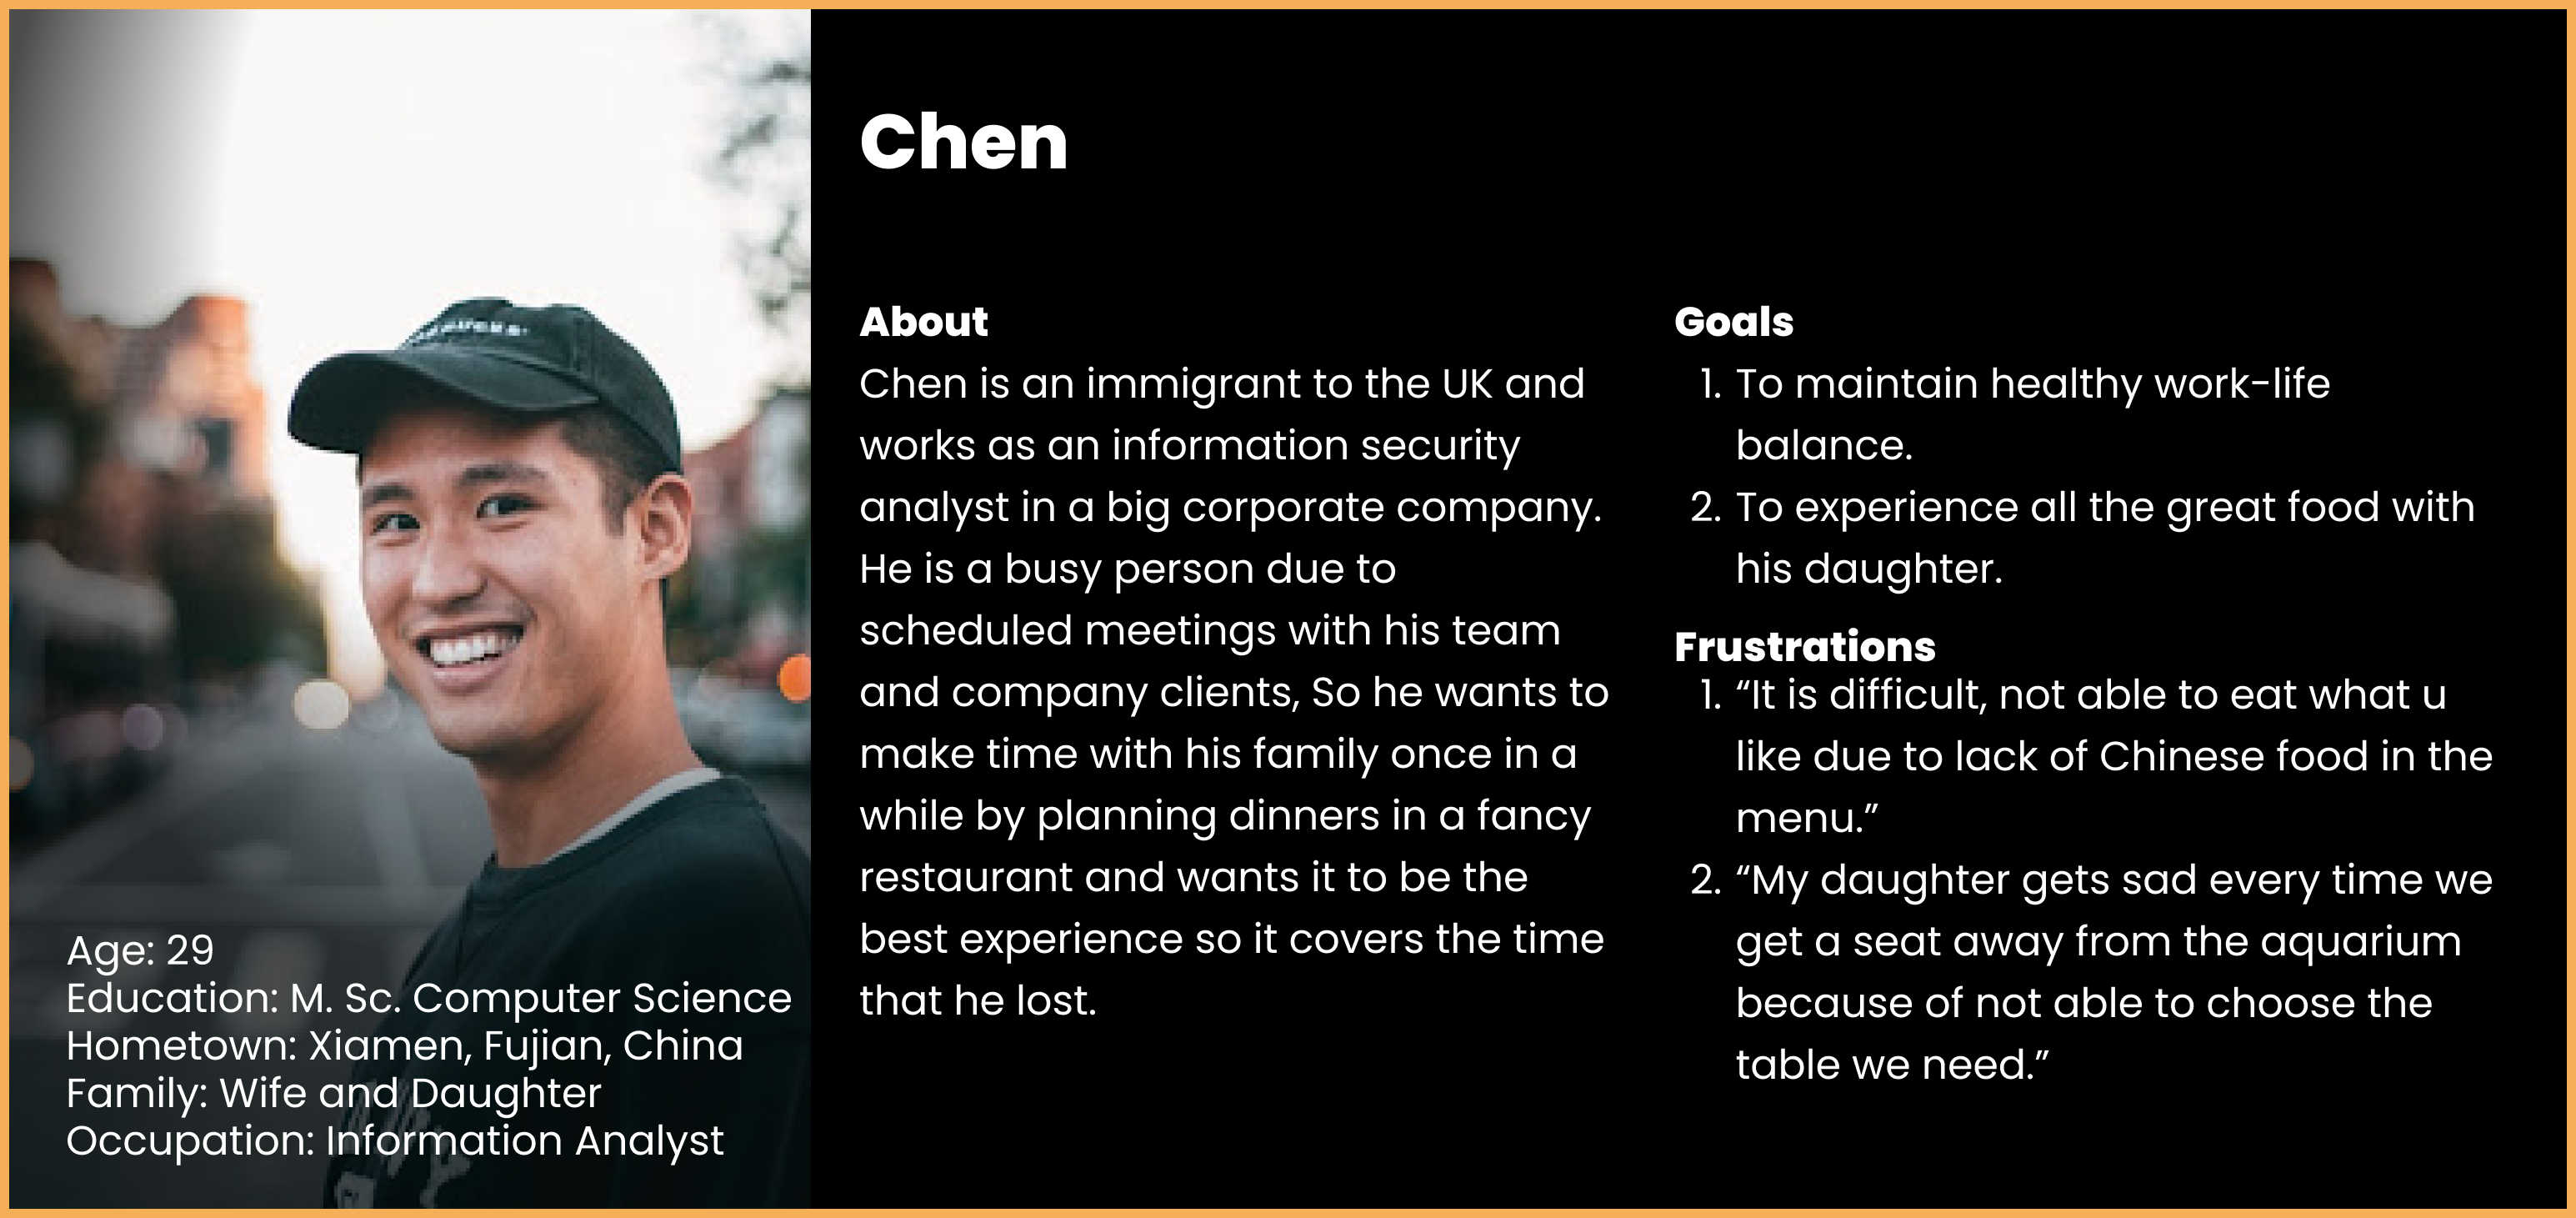 Chen
About
Chen is an immigrant to the UK and
works as an information security
analyst in a big corporate company.
He is a busy person due to
scheduled meetings with his team
and company clients, So he wants to
make time with his family once in a
while by planning dinners in a fancy
restaurant and wants it to be the
best experience so it covers the time
that he lost.
Goals
1. To maintain healthy work-life
balance.
2. To experience all the great food with
his daughter.
Frustrations
1. “It is difficult, not able to eat what u
like due to lack of Chinese food in the
menu.”
2. “My daughter gets sad every time we
get a seat away from the aquarium
because of not able to choose the
table we need.”
Age: 29
Education: M. Sc. Computer Science
Hometown: Xiamen, Fujian, China
Family: Wife and Daughter
Occupation: Information Analyst